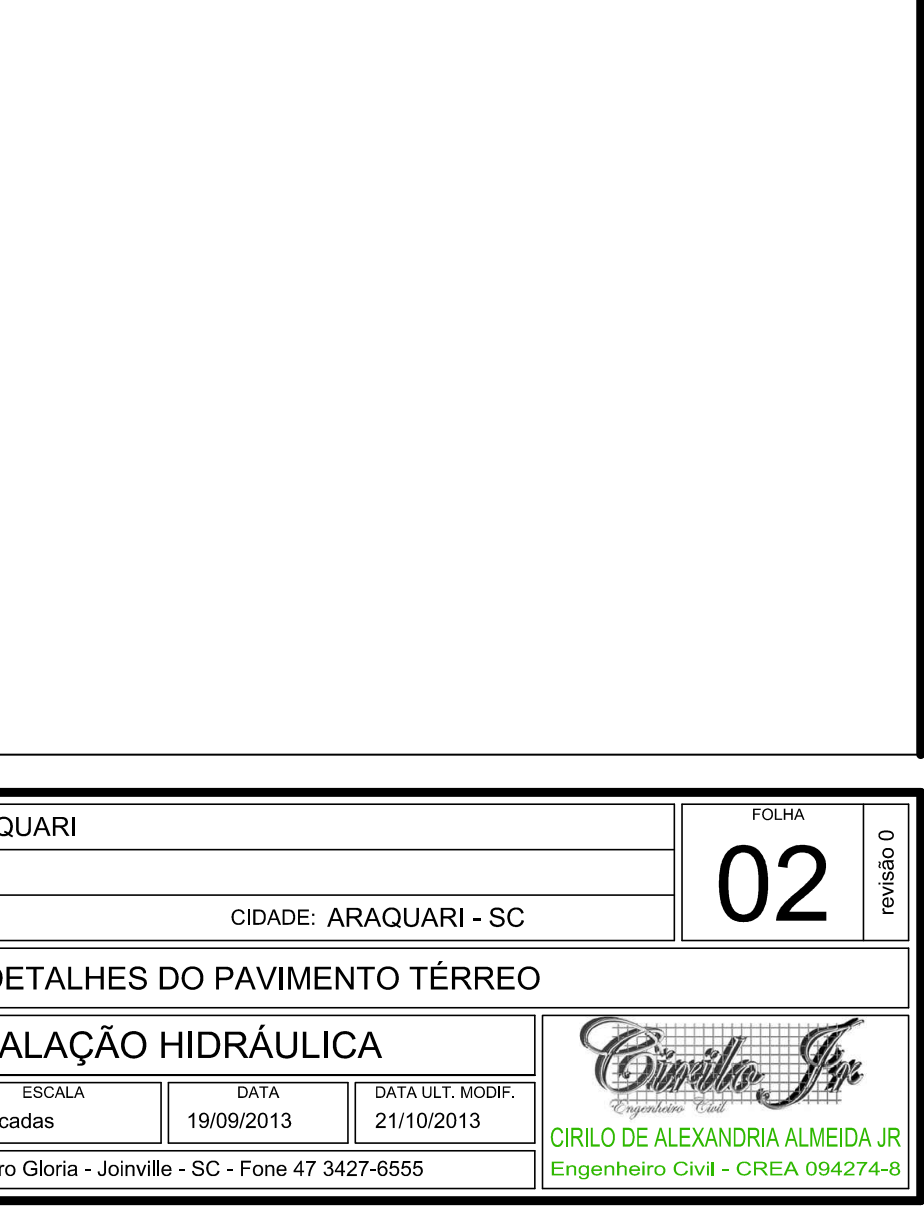 QUARI
FOLHA
02
revisão 0
CIDADE: ARAQUARI - SC
DETALHES DO PAVIMENTO TÉRREO
ALAÇÃO HIDRÁULICA
ESCALA
cadas
DATA
19/09/2013
DATA ULT. MODIF.
21/10/2013
ro Gloria - Joinville - SC - Fone 47 3427-6555
Cirilo Jr
Engenheiro Civil
CIRILO DE ALEXANDRIA ALMEIDA JR
Engenheiro Civil - CREA 094274-8